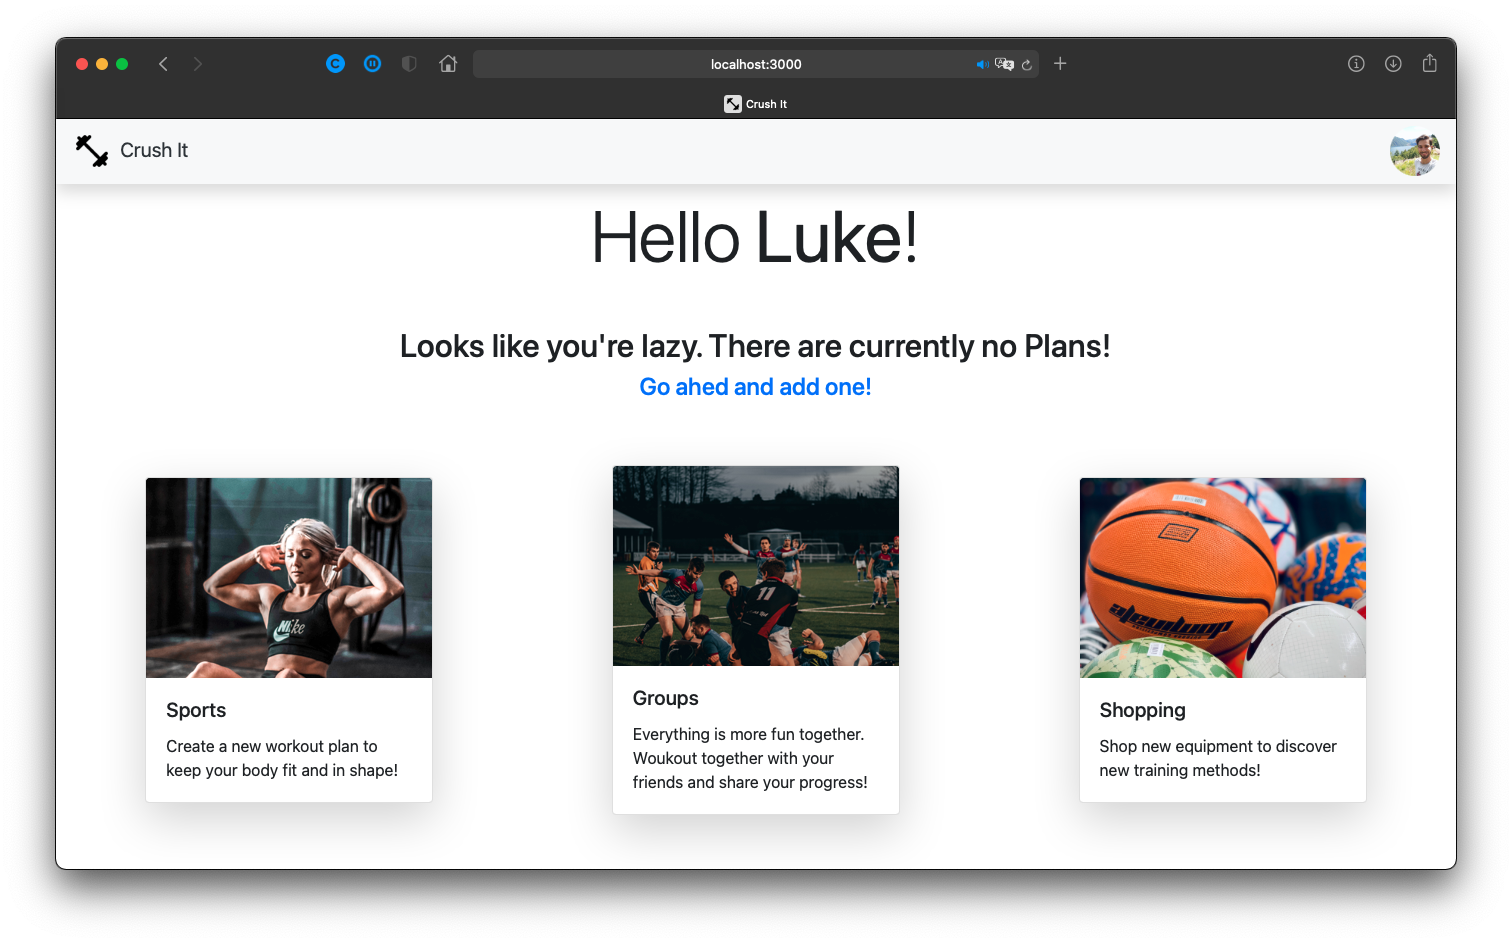 localhost:3000
Crush It
Crush It
Hello Luke!
Looks like you're lazy. There are currently no Plans!
Go ahed and add one!
Nike
11
Sports
Create a new workout plan to
keep your body fit and in shape!
Groups
Everything is more fun together.
Woukout together with your
friends and share your progress!
Shopping
Shop new equipment to discover
new training methods!